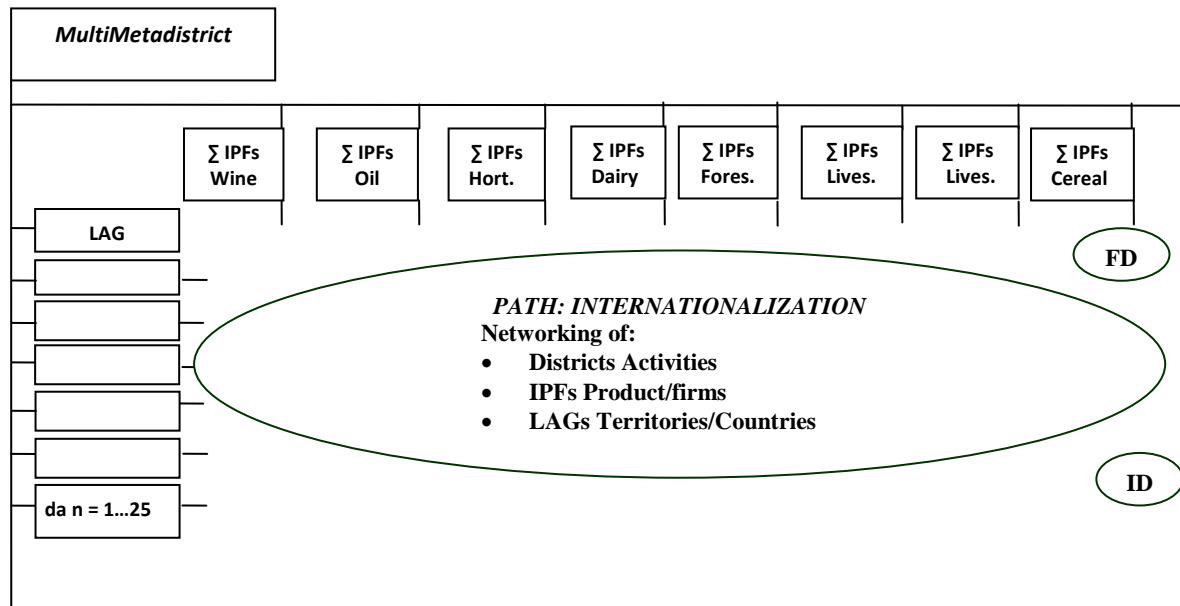 MultiMetadistrict
∑ IPFs
Wine
∑ IPFs
Oil
∑ IPFs
Hort.
∑ IPFs
Dairy
∑ IPFs
Fores.
∑ IPFs
Lives.
∑ IPFs
Lives.
∑ IPFs
Cereal
LAG
FD
PATH: INTERNATIONALIZATION
Networking of:
• Districts Activities
• IPFs Product/firms
• LAGs Territories/Countries
ID
da n = 1...25